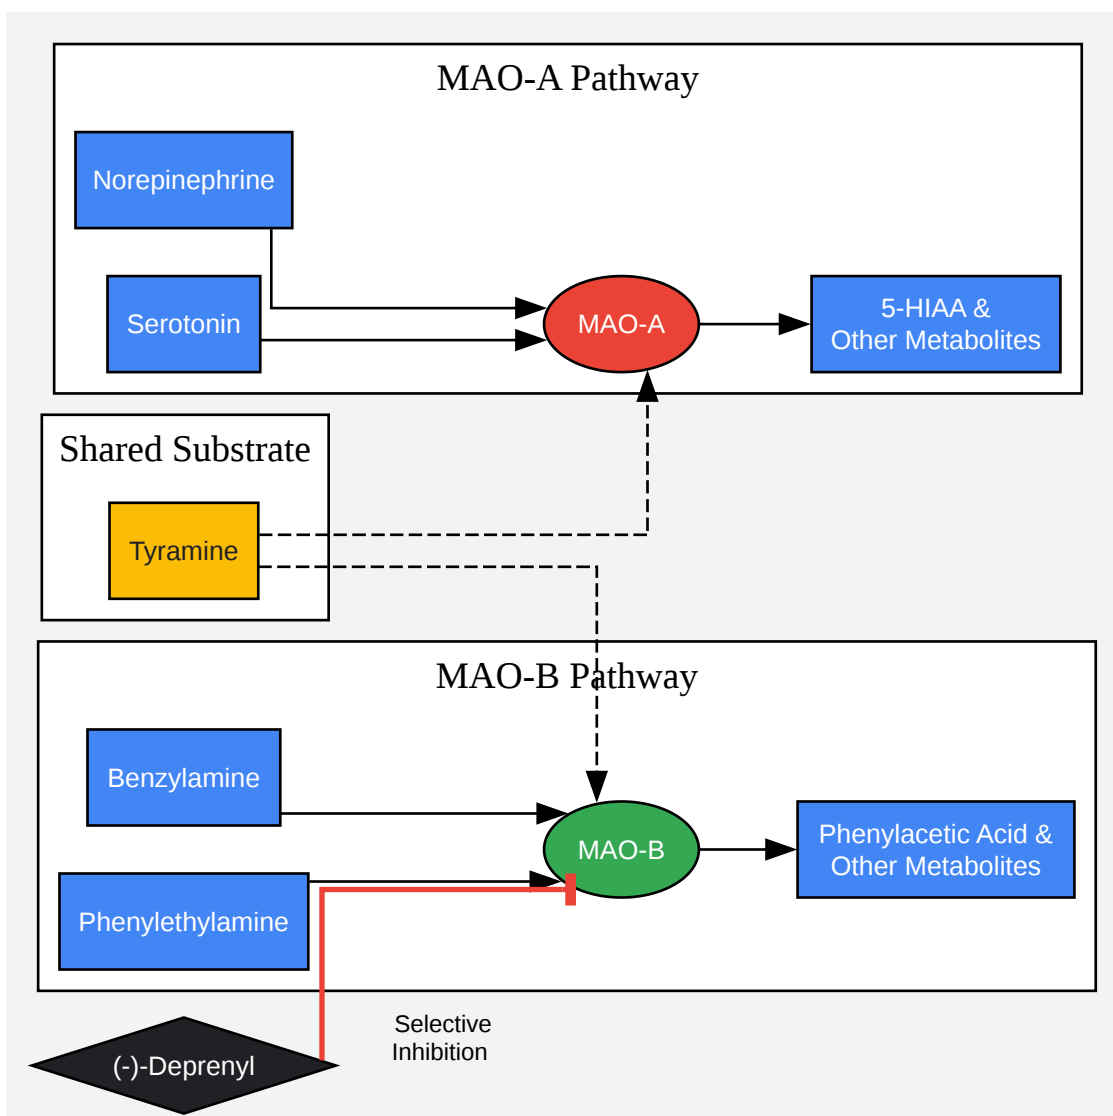 MAO-A Pathway
Norepinephrine
Serotonin
MAO-A
5-HIAA &
Other Metabolites
Shared Substrate
Tyramine
MAO-B Pathway
Benzylamine
MAO-B
Phenylacetic Acid &
Other Metabolites
Phenylethylamine
Selective
Inhibition
(-)-Deprenyl